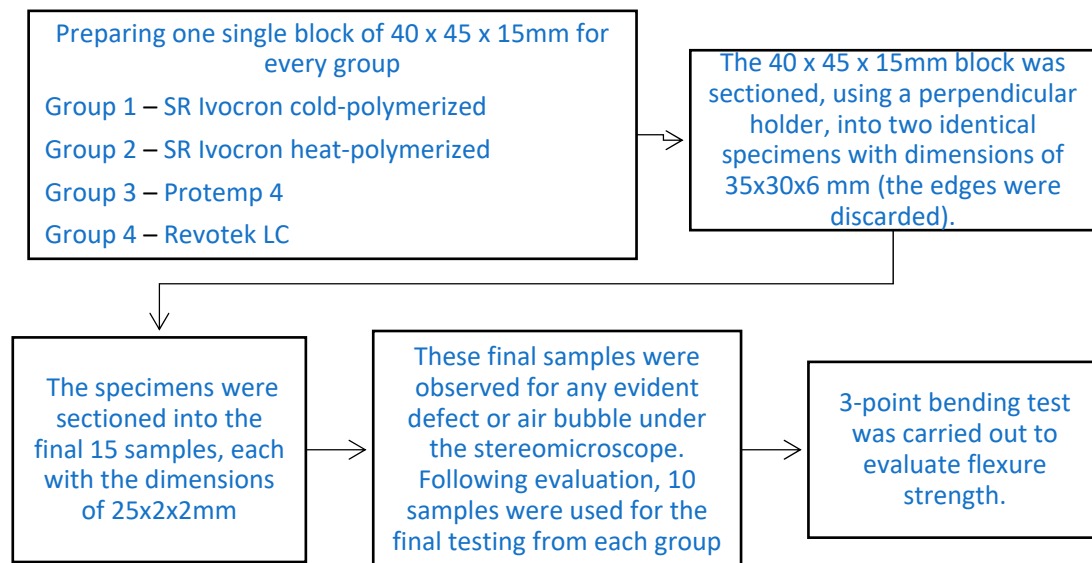 Preparing one single block of 40 x 45 x 15mm for
every group
Group 1 – SR Ivocron cold-polymerized
Group 2 – SR Ivocron heat-polymerized
Group 3 – Protemp 4
Group 4 – Revotek LC
The 40 x 45 x 15mm block was
sectioned, using a perpendicular
holder, into two identical
specimens with dimensions of
35x30x6 mm (the edges were
discarded).
The specimens were
sectioned into the
final 15 samples, each
with the dimensions
of 25x2x2mm
These final samples were
observed for any evident
defect or air bubble under
the stereomicroscope.
Following evaluation, 10
samples were used for the
final testing from each group
3-point bending test
was carried out to
evaluate flexure
strength.